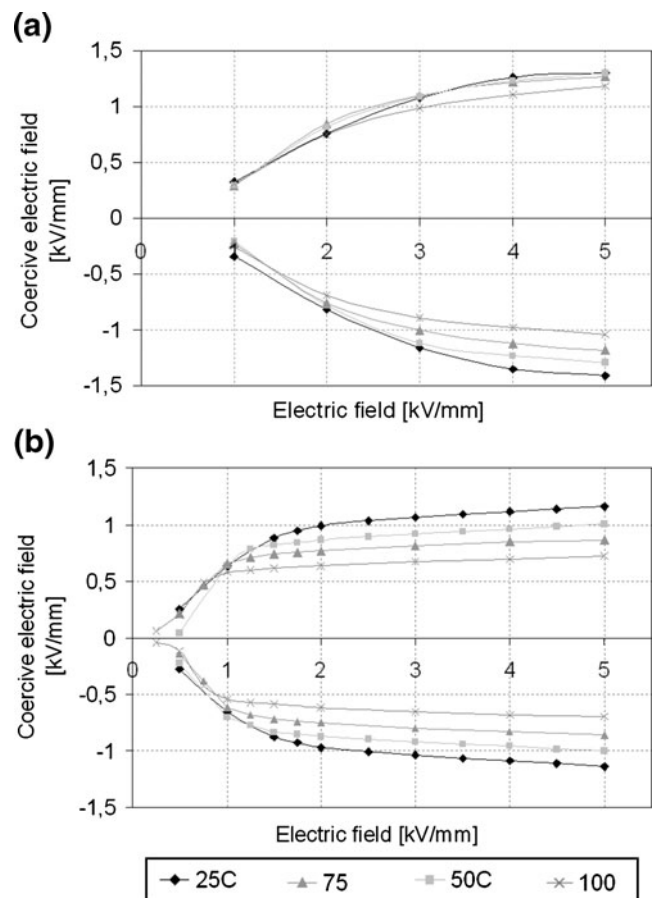 (a)
1,5
1
0,5
0
-0,5
-1
-1,5
0 1 2 3 4 5
Coercive electric field
[kV/mm]
Electric field [kV/mm]
(b)
1,5
1
0,5
0
-0,5
-1
-1,5
0 1 2 3 4 5
Coercive electric field
[kV/mm]
Electric field [kV/mm]
25C 75 50C 100